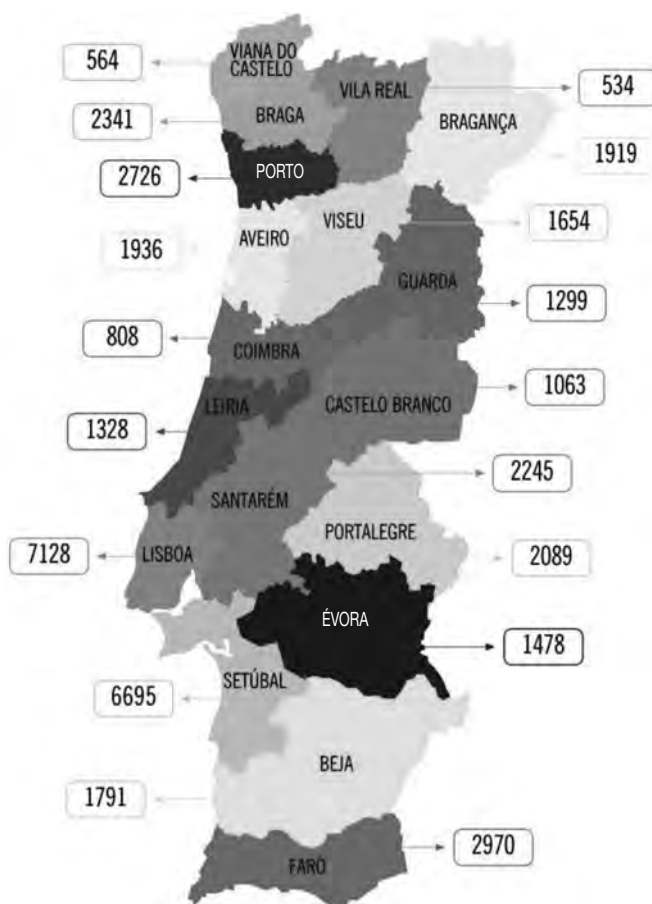 VIANA DO
CASTELO
564
VILA REAL
534
2341
BRAGA
BRAGANÇA
1919
2726
PORTO
VISEU
1654
1936
AVEIRO
GUARDA
1299
808
COIMBRA
1063
LEIRIA
CASTELO BRANCO
1328
2245
SANTARÉM
PORTALEGRE
7128
LISBOA
2089
ÉVORA
1478
SETÚBAL
6695
BEJA
1791
2970
FARO